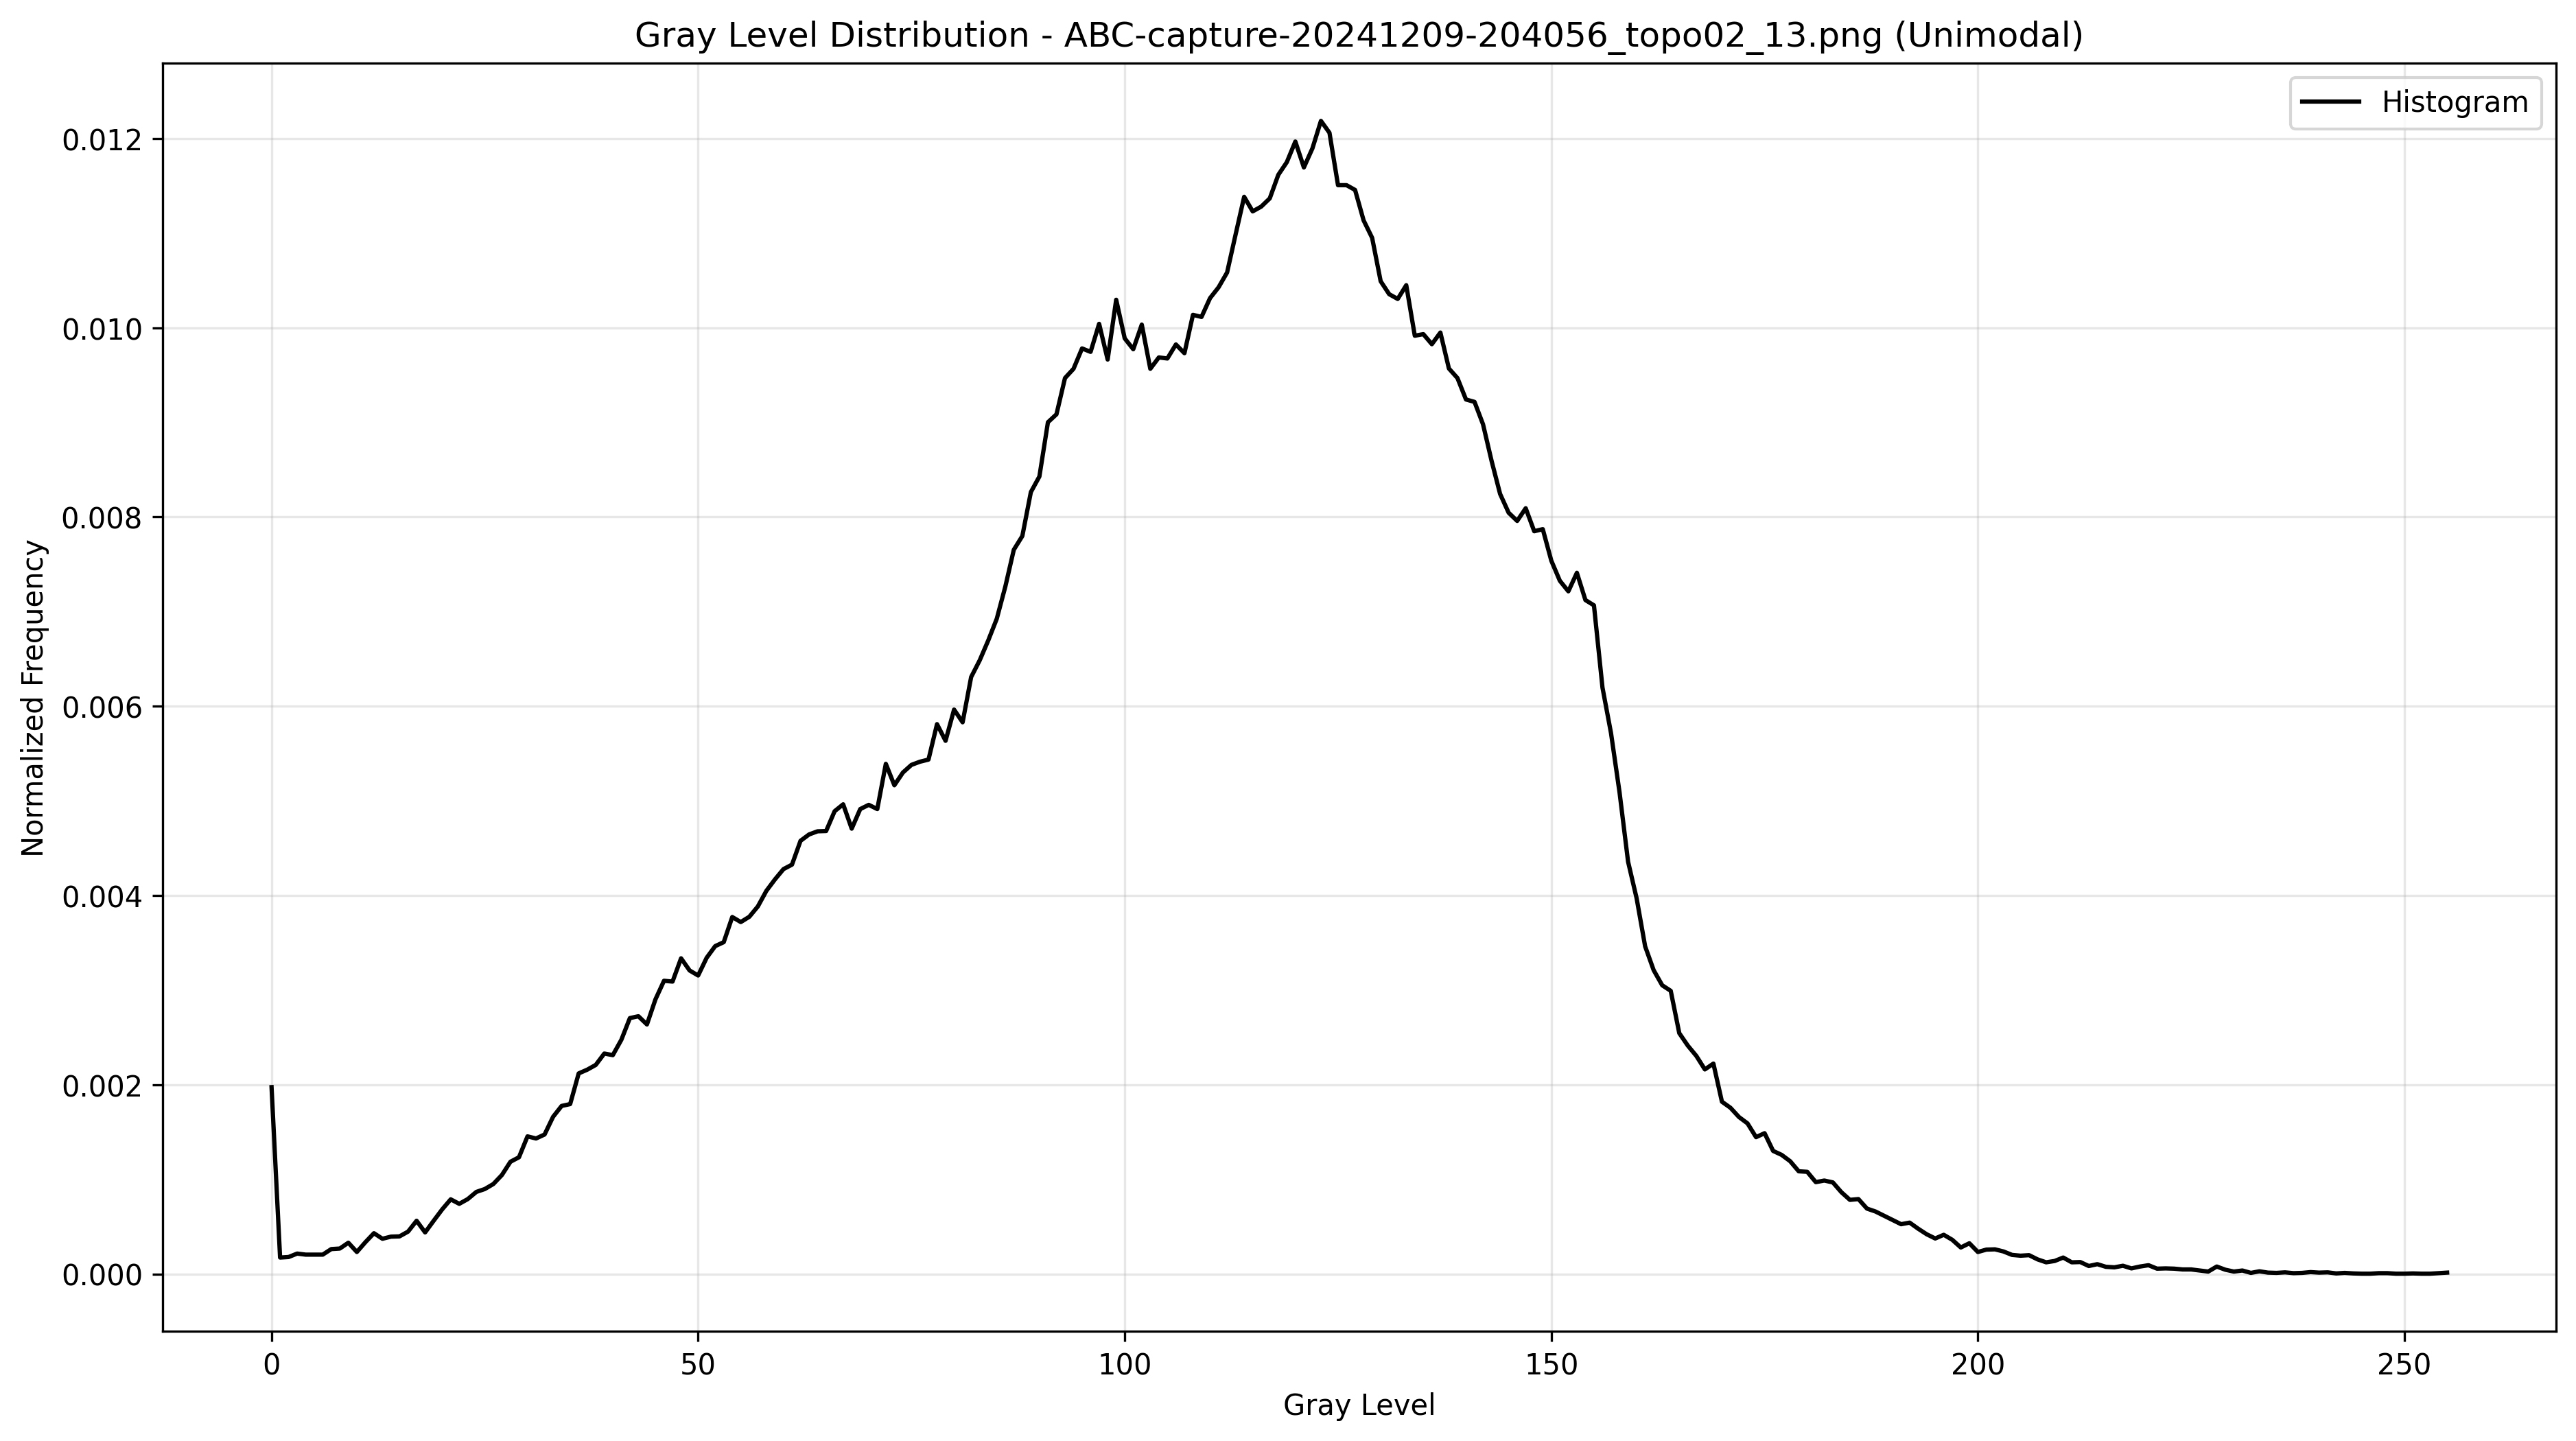 Gray Level Distribution - ABC-capture-20241209-204056_topo02_13.png (Unimodal)
Histogram
Normalized Frequency
0.012
0.010
0.008
0.006
0.004
0.002
0.000
0 50 100 150 200 250
Gray Level